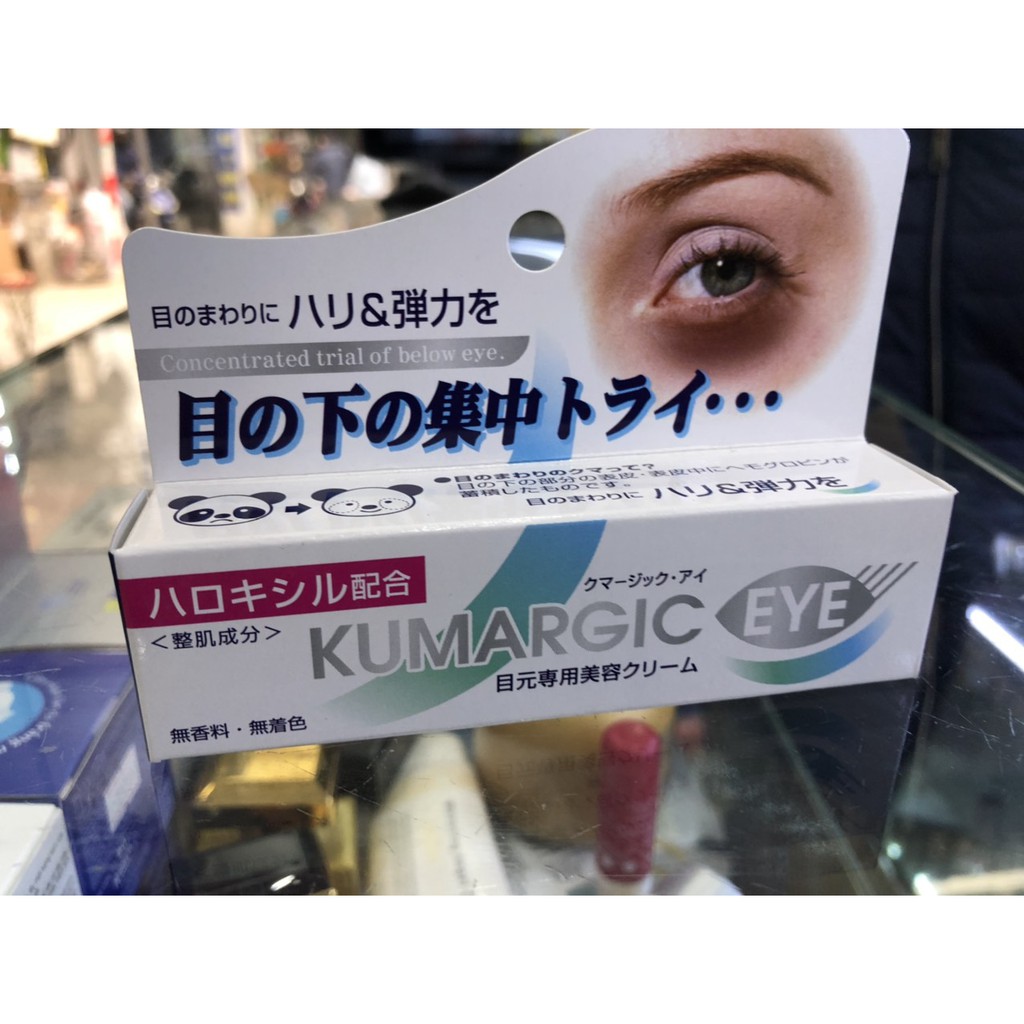 目のまわりに ハリ&弾力を
Concentrated trial of below eye.
目の下の集中トライ・・・
●目のまわりのクマって?
目の下の部分の表皮・表皮中にヘモグロビンが
蓄積したものです。
目のまわりに ハリ&弾力を
ハロキシル配合
<整肌成分>
クマージック・アイ
KUMARGIC EYE
目元専用美容クリーム
無香料・無着色